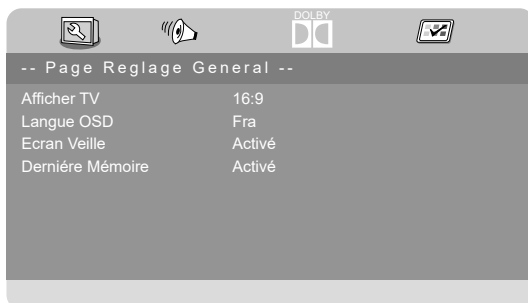 DOLBY
-- Page Reglage General --
Afficher TV 16:9
Langue OSD Fra
Ecran Veille Activé
Derniére Mémoire Activé